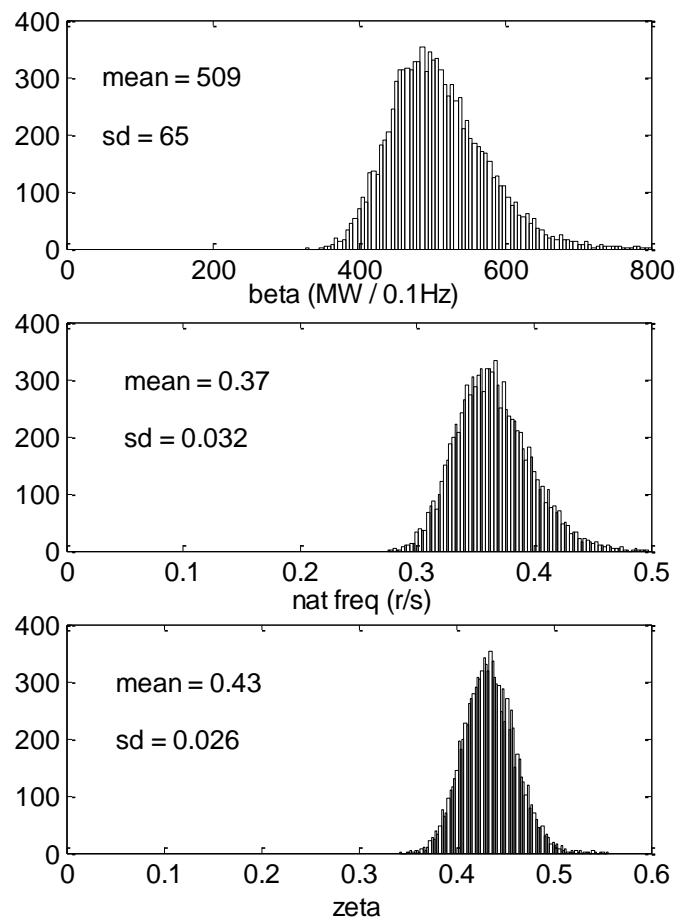 400
300
mean = 509
200
sd = 65
100
0
0 200 400 600 800
beta (MW / 0.1Hz)
400
300
mean = 0.37
200
sd = 0.032
100
0
0 0.1 0.2 0.3 0.4 0.5
nat freq (r/s)
400
300
mean = 0.43
200
sd = 0.026
100
0
0 0.1 0.2 0.3 0.4 0.5 0.6
zeta